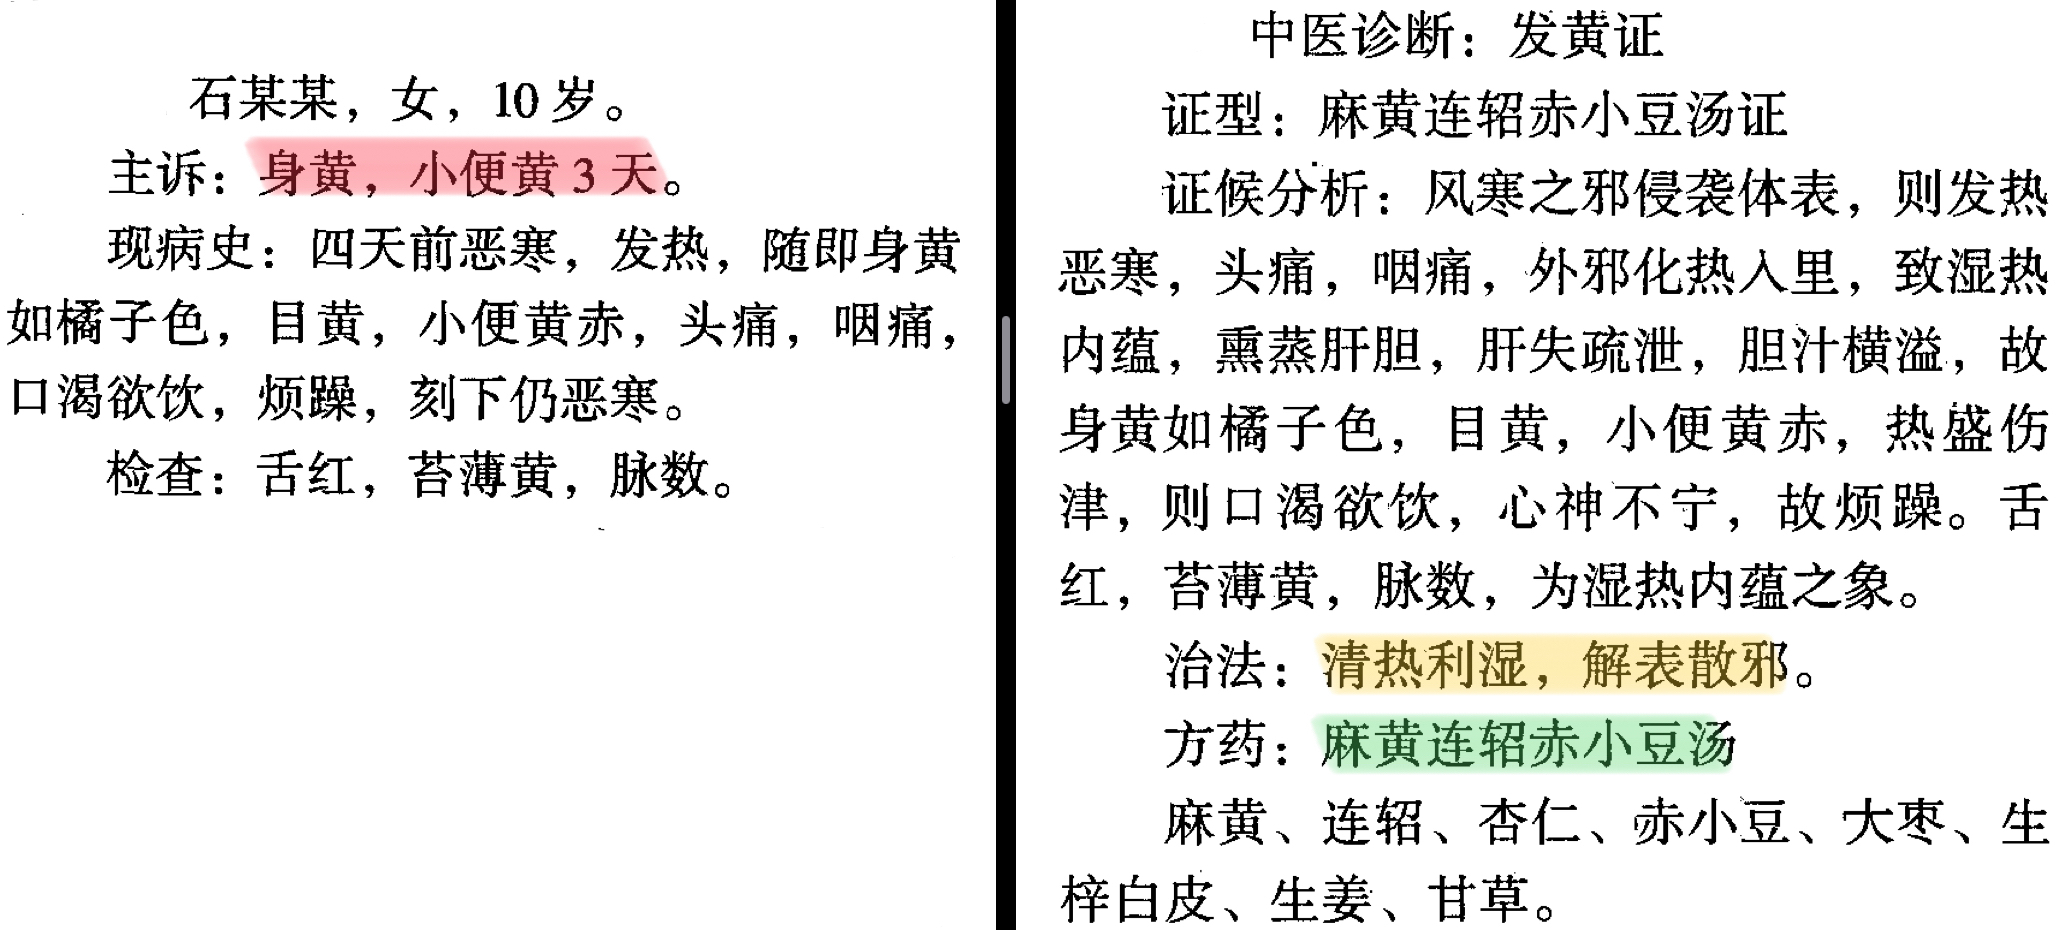 石某某，女，10岁。
主诉：身黄，小便黄3天。
现病史：四天前恶寒，发热，随即身黄
如橘子色，目黄，小便黄赤，头痛，咽痛，
口渴欲饮，烦躁，刻下仍恶寒。
检查：舌红，苔薄黄，脉数。
中医诊断：发黄证
证型：麻黄连轺赤小豆汤证
证候分析：风寒之邪侵袭体表，则发热
恶寒，头痛，咽痛，外邪化热入里，致湿热
内蕴，熏蒸肝胆，肝失疏泄，胆汁横溢，故
身黄如橘子色，目黄，小便黄赤，热盛伤
津，则口渴欲饮，心神不宁，故烦躁。舌
红，苔薄黄，脉数，为湿热内蕴之象。
治法：清热利湿，解表散邪。
方药：麻黄连轺赤小豆汤
麻黄、连轺、杏仁、赤小豆、大枣、生
梓白皮、生姜、甘草。